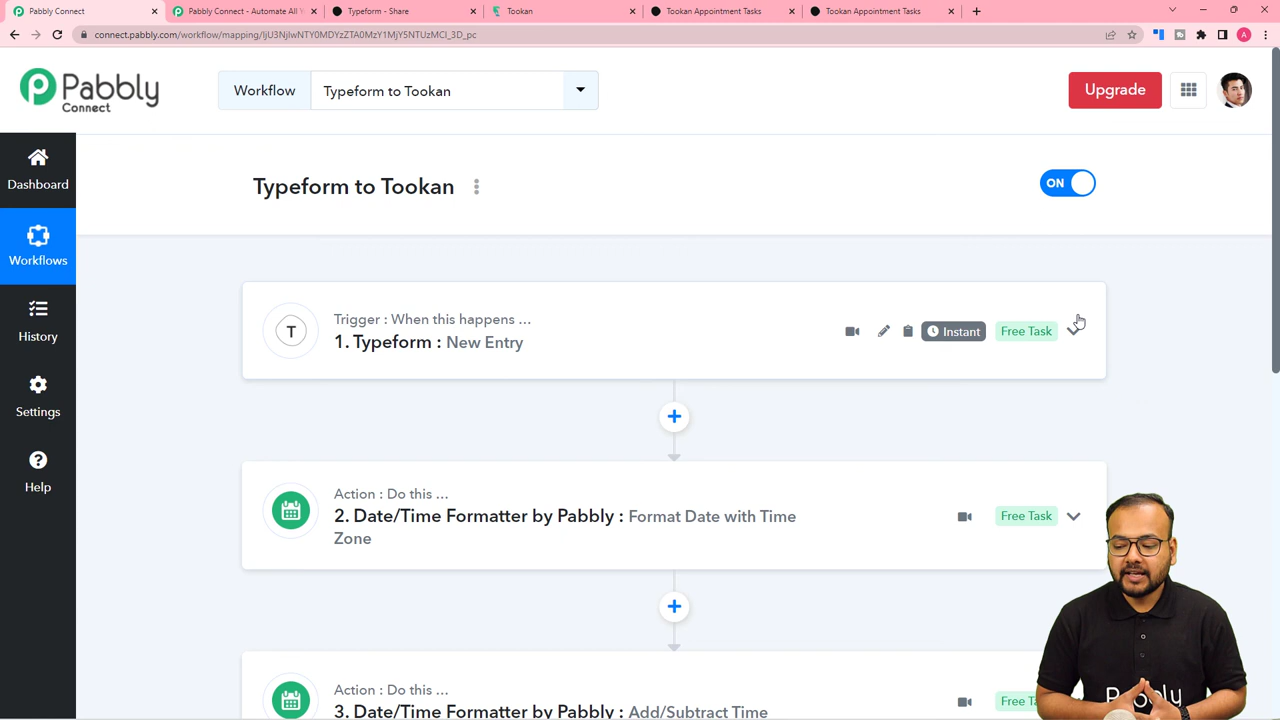 Pabbly Connect
Pabbly Connect - Automate All Y
Typeform - Share
Tookan
Tookan Appointment Tasks
Tookan Appointment Tasks
connect.pabbly.com/workflow/mapping/IjU3NjIwNTY0MDYzZTA0MzY1MjY5NTUzMCI_3D_pc
A
Pabbly
Connect
Workflow
Typeform to Tookan
Upgrade
Dashboard
Typeform to Tookan
ON
Workflows
History
Settings
Help
Trigger : When this happens ...
T
1. Typeform : New Entry
Instant
Free Task
Action : Do this ...
2. Date/Time Formatter by Pabbly : Format Date with Time
Zone
Free Task
Action : Do this ...
3. Date/Time Formatter by Pabbly : Add/Subtract Time
Free Ta
Pabbly